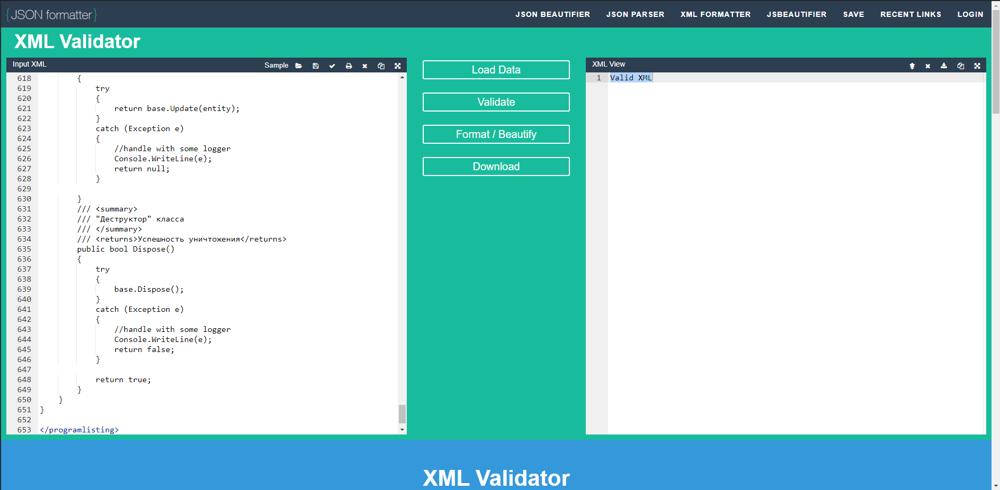 {JSON formatter}
JSON BEAUTIFIER JSON PARSER XML FORMATTER JSBEAUTIFIER SAVE RECENT LINKS LOGIN
XML Validator
Input XML Sample
618 {
619 try
620 {
621 return base.Update(entity);
622 }
623 catch (Exception e)
624 {
625 //handle with some logger
626 Console.WriteLine(e);
627 return null;
628 }
629
630 }
631 /// <summary>
632 /// "Деструктор" класса
633 /// </summary>
634 /// <returns>Успешность уничтожения</returns>
635 public bool Dispose()
636 {
637 try
638 {
639 base.Dispose();
640 }
641 catch (Exception e)
642 {
643 //handle with some logger
644 Console.WriteLine(e);
645 return false;
646 }
647
648 return true;
649 }
650 }
651 }
652
653 </programlisting>
Load Data
Validate
Format / Beautify
Download
XML View
1 Valid XML
XML Validator